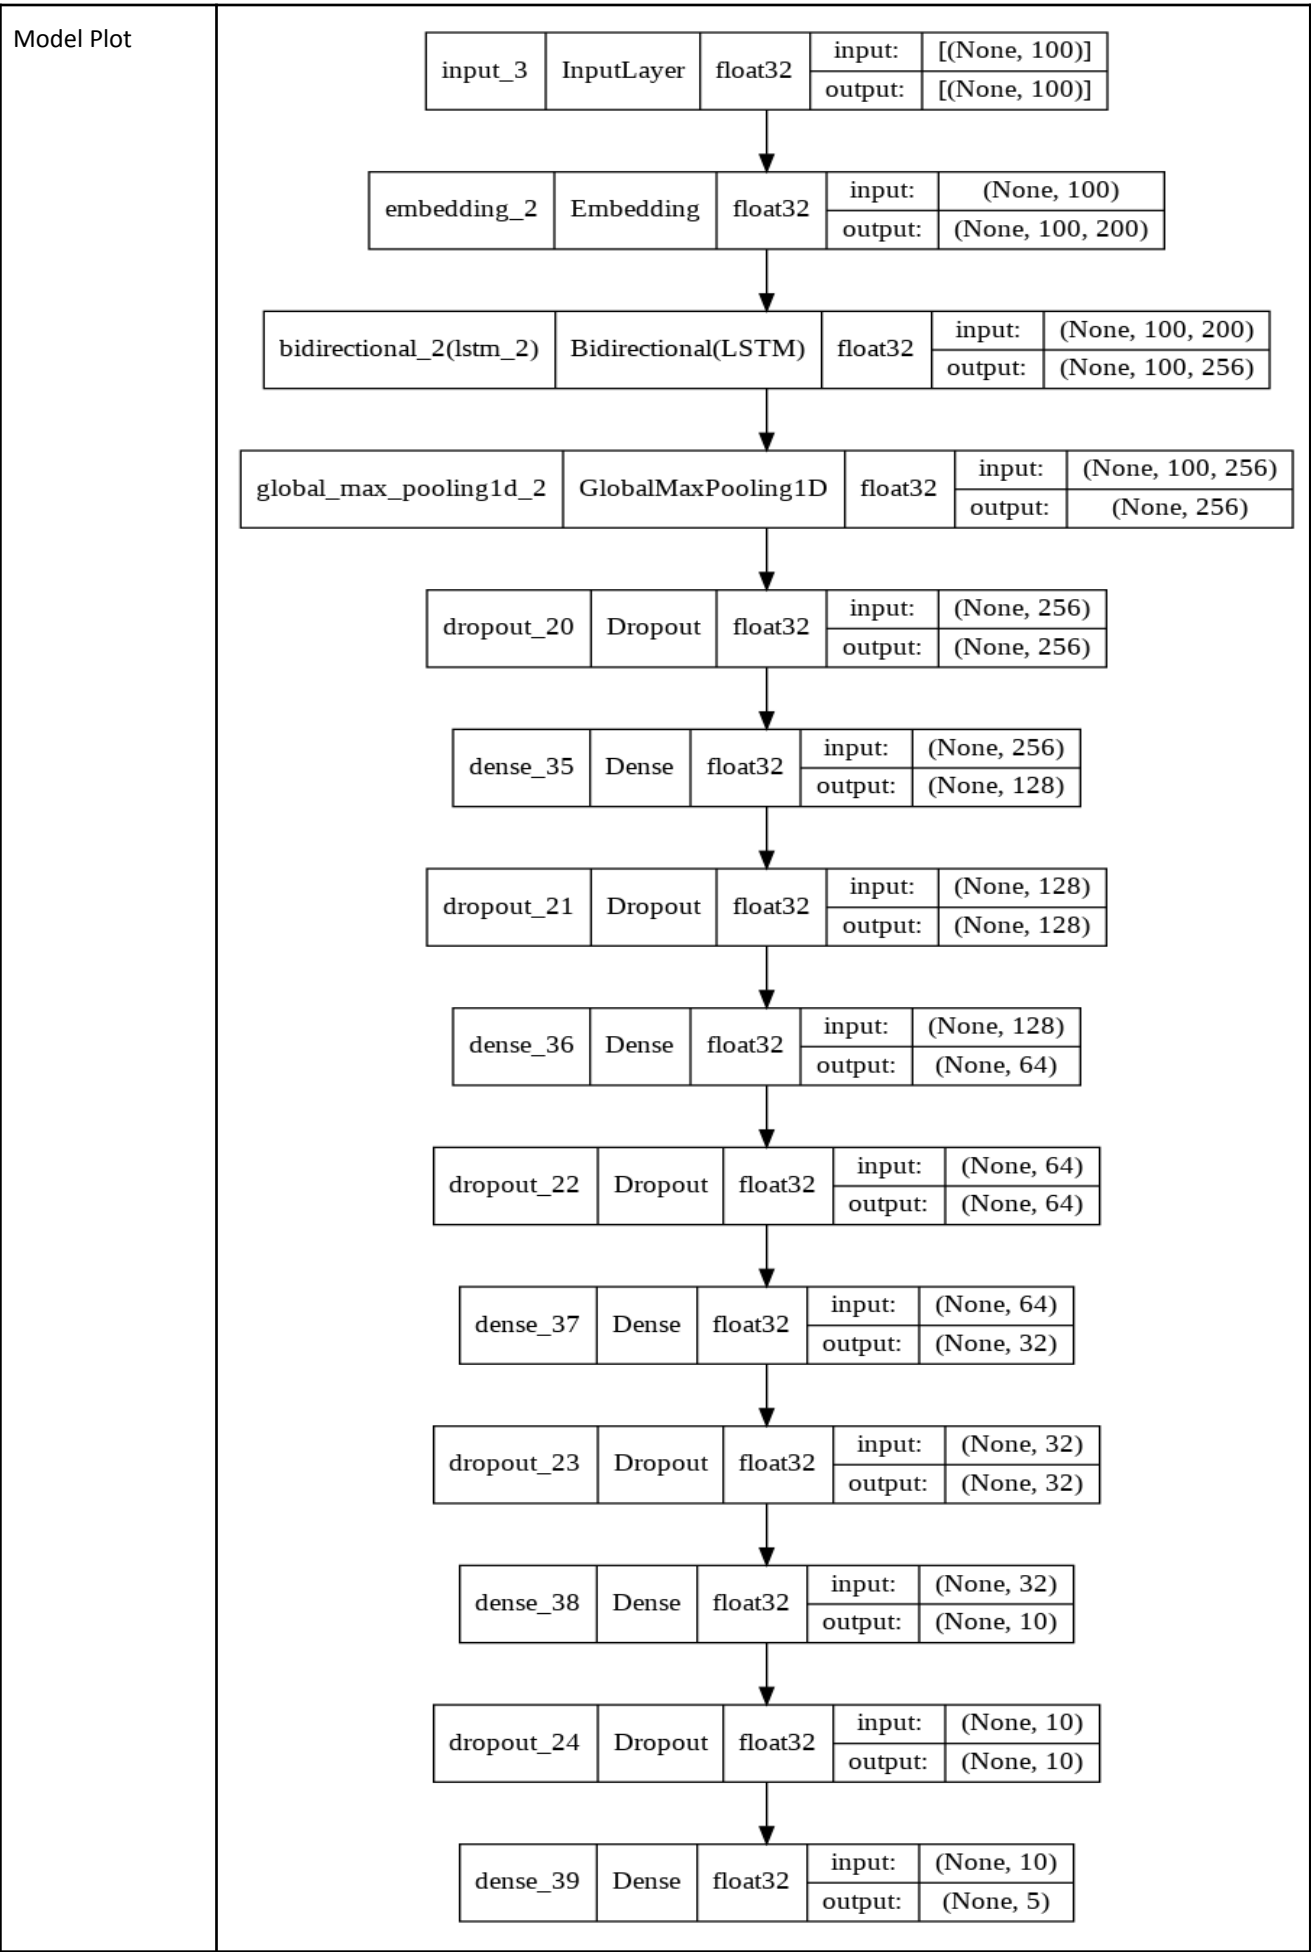 Model Plot
input_3 InputLayer float32 input: [(None, 100)]
output: [(None, 100)]
embedding_2 Embedding float32 input: (None, 100)
output: (None, 100, 200)
bidirectional_2(lstm_2) Bidirectional(LSTM) float32 input: (None, 100, 200)
output: (None, 100, 256)
global_max_pooling1d_2 GlobalMaxPooling1D float32 input: (None, 100, 256)
output: (None, 256)
dropout_20 Dropout float32 input: (None, 256)
output: (None, 256)
dense_35 Dense float32 input: (None, 256)
output: (None, 128)
dropout_21 Dropout float32 input: (None, 128)
output: (None, 128)
dense_36 Dense float32 input: (None, 128)
output: (None, 64)
dropout_22 Dropout float32 input: (None, 64)
output: (None, 64)
dense_37 Dense float32 input: (None, 64)
output: (None, 32)
dropout_23 Dropout float32 input: (None, 32)
output: (None, 32)
dense_38 Dense float32 input: (None, 32)
output: (None, 10)
dropout_24 Dropout float32 input: (None, 10)
output: (None, 10)
dense_39 Dense float32 input: (None, 10)
output: (None, 5)